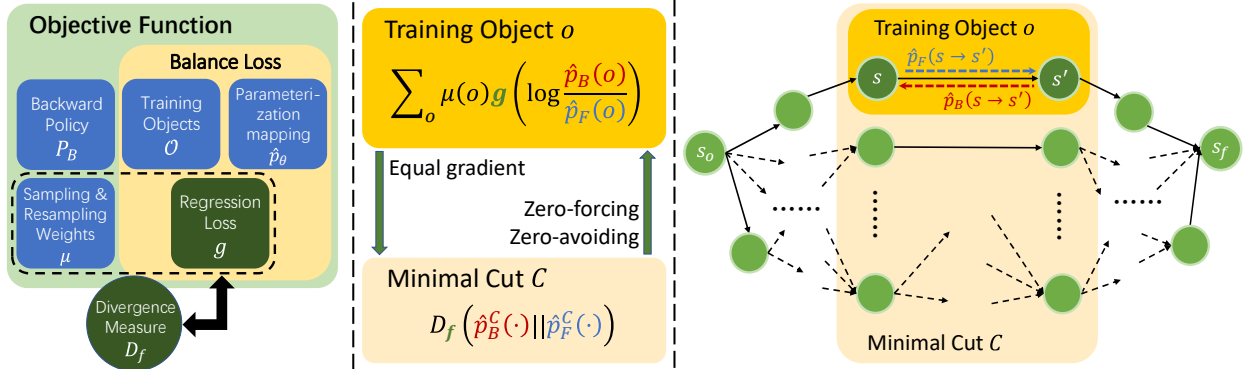 Objective Function
Balance Loss
Backward
Policy
P_B
Training
Objects
𝒪
Parameteri-
zation
mapping
p̂_θ
Sampling &
Resampling
Weights
μ
Regression
Loss
g
Divergence
Measure
D_f
Training Object o
∑_o μ(o)g(log p̂_B(o)/p̂_F(o))
Equal gradient
Zero-forcing
Zero-avoiding
Minimal Cut C
D_f(p̂_B^C(·)||p̂_F^C(·))
Training Object o
p̂_F(s → s′)
s
s′
p̂_B(s → s′)
s_o
s_f
Minimal Cut C